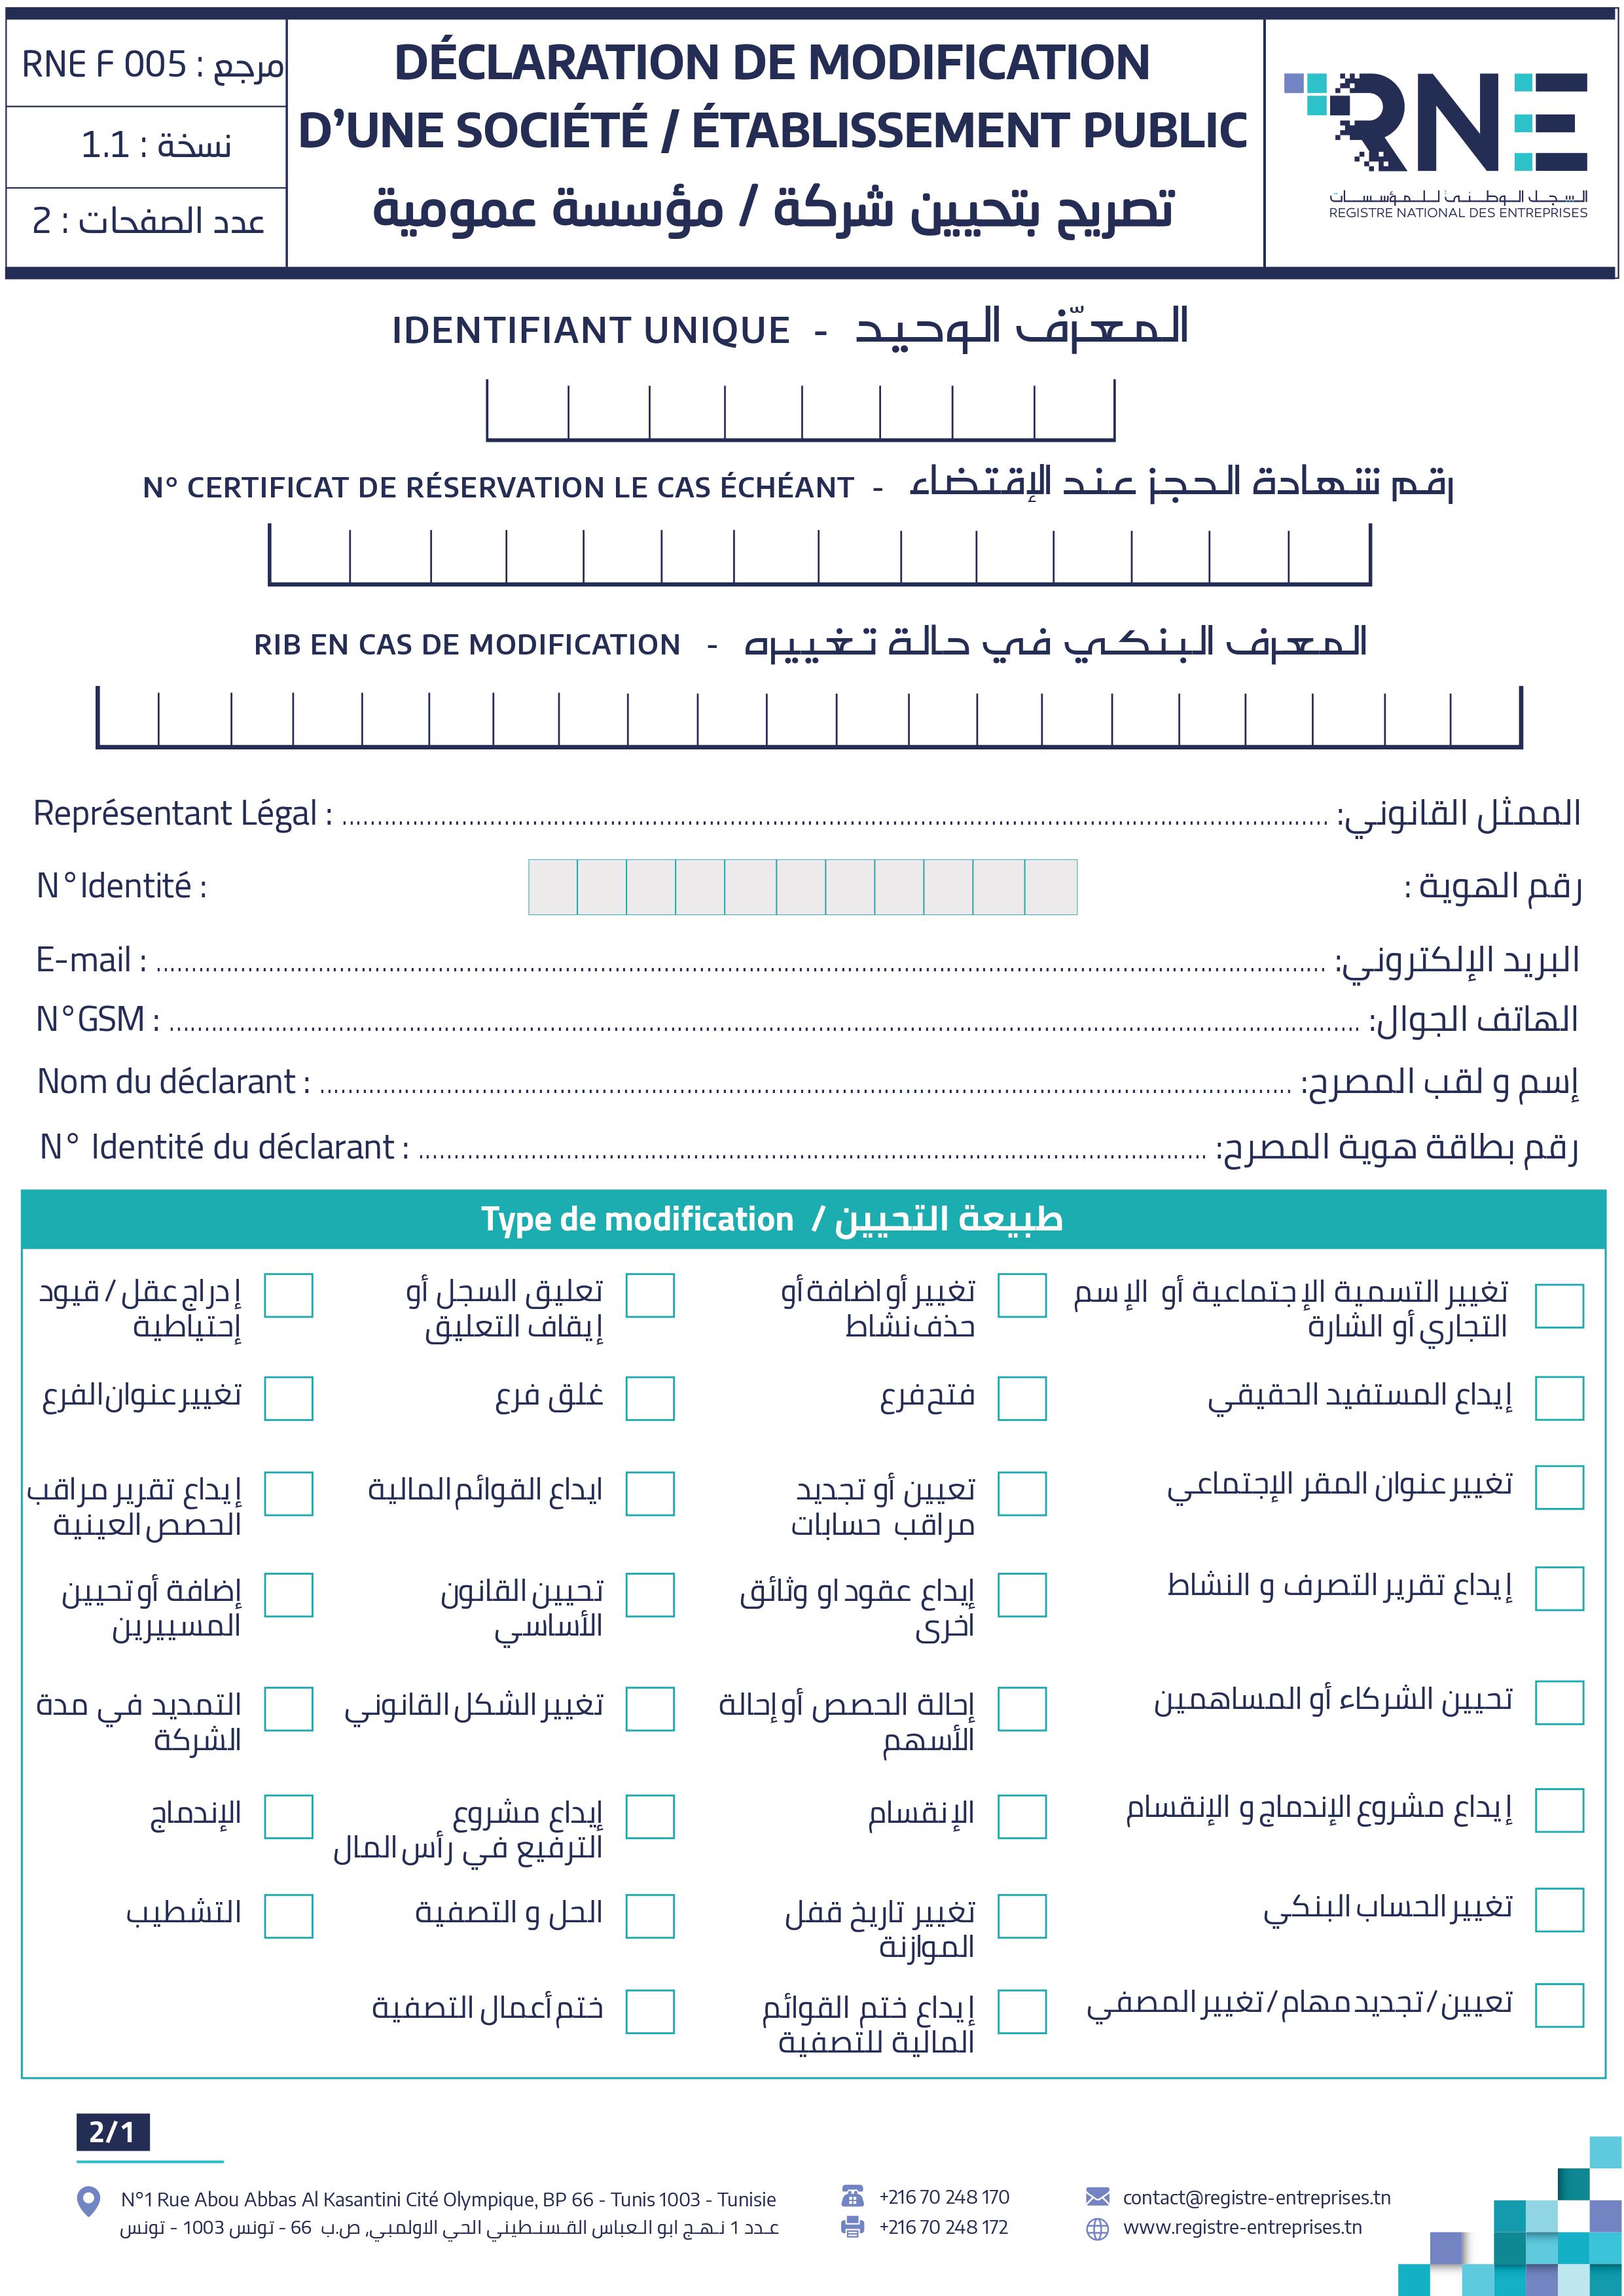 مرجع : RNE F 005
نسخة : 1.1
عدد الصفحات : 2
DÉCLARATION DE MODIFICATION
D’UNE SOCIÉTÉ / ÉTABLISSEMENT PUBLIC
تصريح بتحيين شركة / مؤسسة عمومية
RNE
السجل الوطني للمؤسسات
REGISTRE NATIONAL DES ENTREPRISES
IDENTIFIANT UNIQUE - المعرّف الوحيد
N° CERTIFICAT DE RÉSERVATION LE CAS ÉCHÉANT - رقم شهادة الحجز عند الإقتضاء
RIB EN CAS DE MODIFICATION - المعرف البنكي في حالة تغييره
Représentant Légal : الممثل القانوني:
N°Identité : رقم الهوية :
E-mail : البريد الإلكتروني:
N°GSM : الهاتف الجوال:
Nom du déclarant : إسم و لقب المصرح:
N° Identité du déclarant : رقم بطاقة هوية المصرح:
Type de modification / طبيعة التحيين
تغيير التسمية الإجتماعية أو الإسم
التجاري أو الشارة
تغيير أو اضافة أو
حذف نشاط
تعليق السجل أو
إيقاف التعليق
إدراج عقل / قيود
إحتياطية
إيداع المستفيد الحقيقي
فتح فرع
غلق فرع
تغيير عنوان الفرع
تغيير عنوان المقر الإجتماعي
تعيين أو تجديد
مراقب حسابات
ايداع القوائم المالية
إيداع تقرير مراقب
الحصص العينية
إيداع تقرير التصرف و النشاط
إيداع عقود او وثائق
اخرى
تحيين القانون
الأساسي
إضافة أو تحيين
المسييرين
تحيين الشركاء أو المساهمين
إحالة الحصص أو إحالة
الأسهم
تغيير الشكل القانوني
التمديد في مدة
الشركة
إيداع مشروع الإندماج و الإنقسام
الإنقسام
إيداع مشروع
الترفيع في رأس المال
الإندماج
تغيير الحساب البنكي
تغيير تاريخ قفل
الموازنة
الحل و التصفية
التشطيب
تعيين / تجديد مهام / تغيير المصفي
إيداع ختم القوائم
المالية للتصفية
ختم أعمال التصفية
2/1
N°1 Rue Abou Abbas Al Kasantini Cité Olympique, BP 66 - Tunis 1003 - Tunisie
عدد 1 نهج ابو العباس القسنطيني الحي الاولمبي، ص.ب 66 - تونس 1003 - تونس
+216 70 248 170
+216 70 248 172
contact@registre-entreprises.tn
www.registre-entreprises.tn